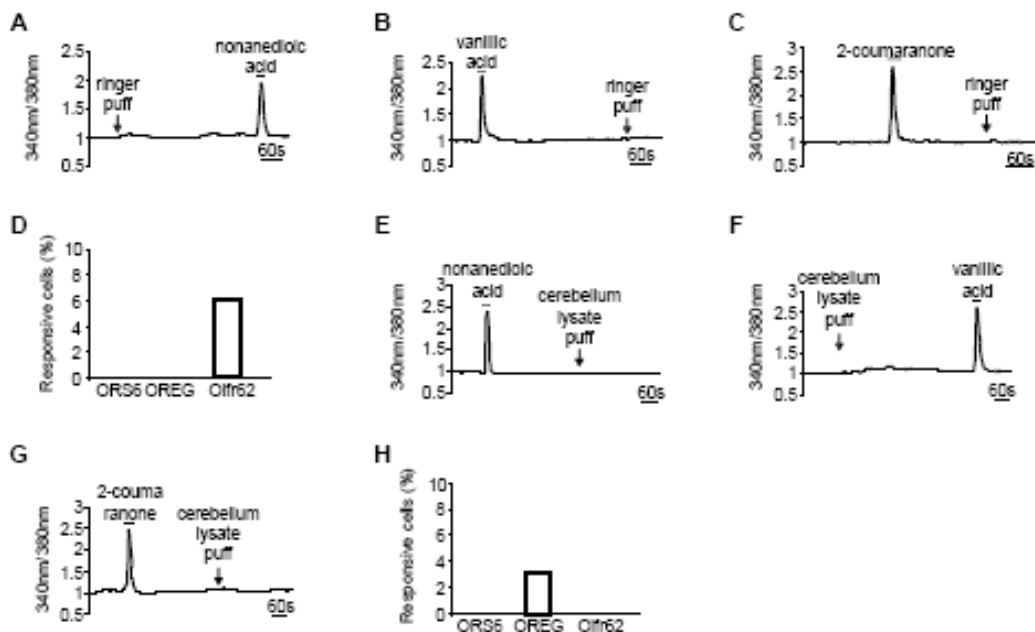 A
340nm/380nm
2.5
2
1.5
1
0.5
ringer
puff
nonanedioic
acid
60s
B
340nm/380nm
2.5
2
1.5
1
0.5
vanillic
acid
ringer
puff
60s
C
340nm/380nm
3
2.5
2
1.5
1
0.5
2-coumaranone
ringer
puff
60s
D
Responsive cells (%)
10
8
6
4
2
0
ORS6 OREG Olfr62
E
340nm/380nm
3
2.5
2
1.5
1
0.5
nonanedioic
acid
cerebellum
lysate
puff
60s
F
340nm/380nm
3
2.5
2
1.5
1
0.5
cerebellum
lysate
puff
vanillic
acid
60s
G
340nm/380nm
3
2.5
2
1.5
1
0.5
2-couma
ranone
cerebellum
lysate
puff
60s
H
Responsive cells (%)
10
8
6
4
2
0
ORS6 OREG Olfr62